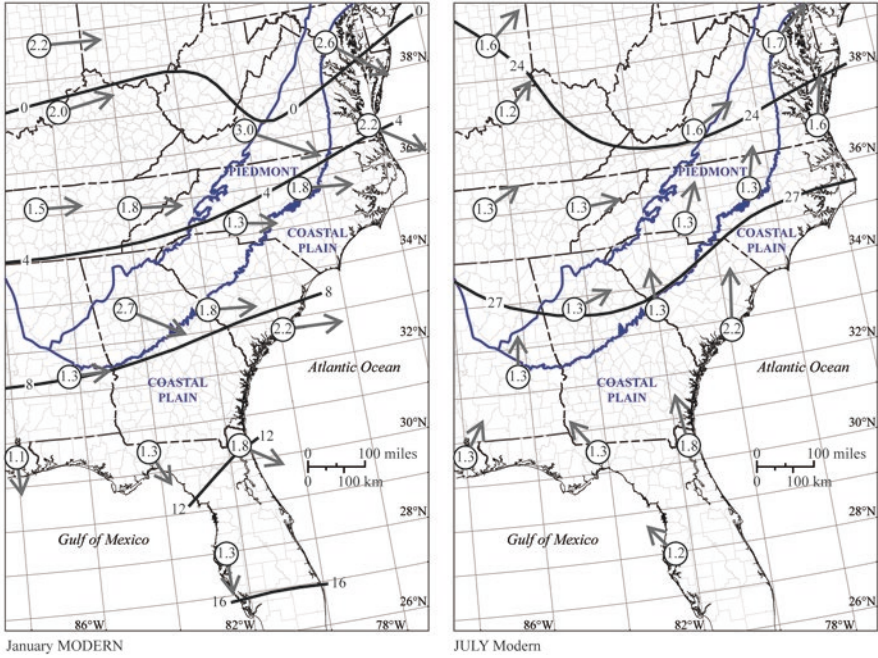 0
2.2
2.6
38°N
0
2.0
0
3.0
2.2
4
36°N
PIEDMONT
1.8
4
1.5
1.8
1.3
COASTAL
PLAIN
34°N
4
8
2.7
1.8
2.2
32°N
Atlantic Ocean
8
1.3
COASTAL
PLAIN
30°N
12
1.1
1.3
1.8
0 100 miles
0 100 km
12
28°N
Gulf of Mexico
1.3
16
16
26°N
86°W
82°W
78°W
January MODERN
1.6
24
1.7
38°N
1.2
1.6
24
1.6
36°N
PIEDMONT
1.3
1.3
1.3
1.3
27
COASTAL
PLAIN
34°N
27
1.3
1.3
2.2
32°N
Atlantic Ocean
1.3
COASTAL
PLAIN
30°N
1.3
1.3
1.8
0 100 miles
0 100 km
28°N
Gulf of Mexico
1.2
26°N
86°W
82°W
78°W
JULY Modern